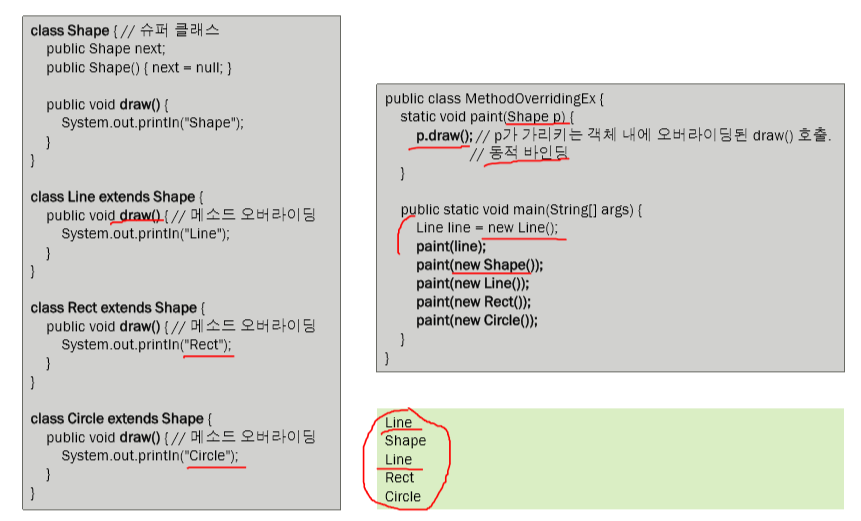 class Shape { // 슈퍼 클래스
public Shape next;
public Shape() { next = null; }
public void draw() {
System.out.println("Shape");
}
}
class Line extends Shape {
public void draw() { // 메소드 오버라이딩
System.out.println("Line");
}
}
class Rect extends Shape {
public void draw() { // 메소드 오버라이딩
System.out.println("Rect");
}
}
class Circle extends Shape {
public void draw() { // 메소드 오버라이딩
System.out.println("Circle");
}
}
public class MethodOverridingEx {
static void paint(Shape p) {
p.draw(); // p가 가리키는 객체 내에 오버라이딩된 draw() 호출.
// 동적 바인딩
}
public static void main(String[] args) {
Line line = new Line();
paint(line);
paint(new Shape());
paint(new Line());
paint(new Rect());
paint(new Circle());
}
}
Line
Shape
Line
Rect
Circle